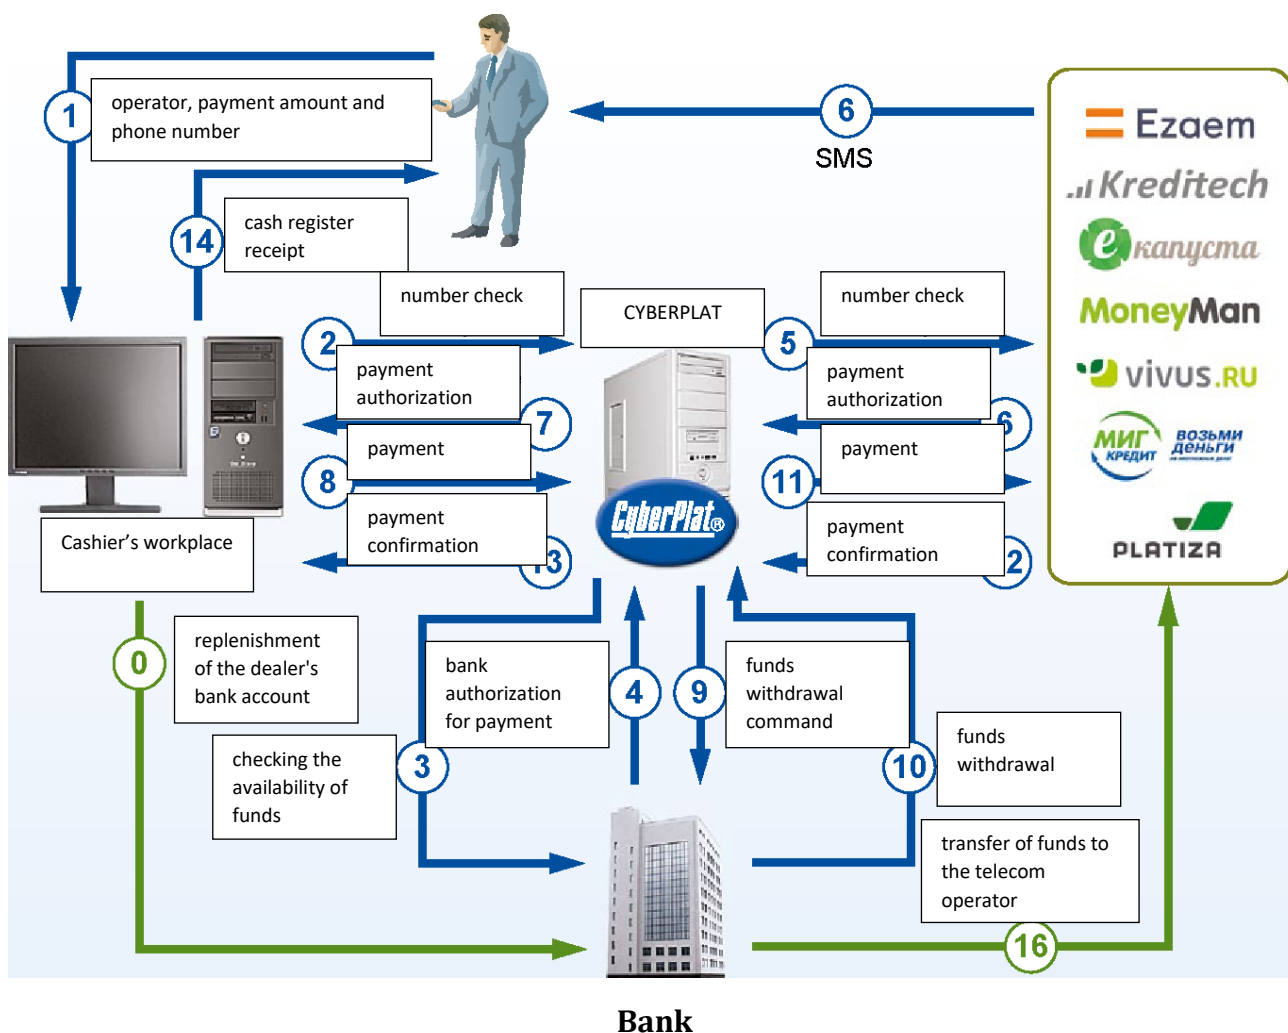 1
operator, payment amount and
phone number
6
SMS
Ezaem
Kreditech
14
cash register
receipt
е капуста
number check
CYBERPLAT
number check
MoneyMan
2
5
payment
authorization
payment
authorization
vivus.RU
7
6
payment
payment
МИГ
КРЕДИТ
ВОЗЬМИ
ДЕНЬГИ
8
11
CyberPlat®
payment
confirmation
payment
confirmation
PLATIZA
Cashier’s workplace
13
12
0
replenishment
of the dealer's
bank account
bank
authorization
for payment
4
9
funds
withdrawal
command
checking the
availability of
funds
3
10
funds
withdrawal
transfer of funds to
the telecom
operator
16
Bank